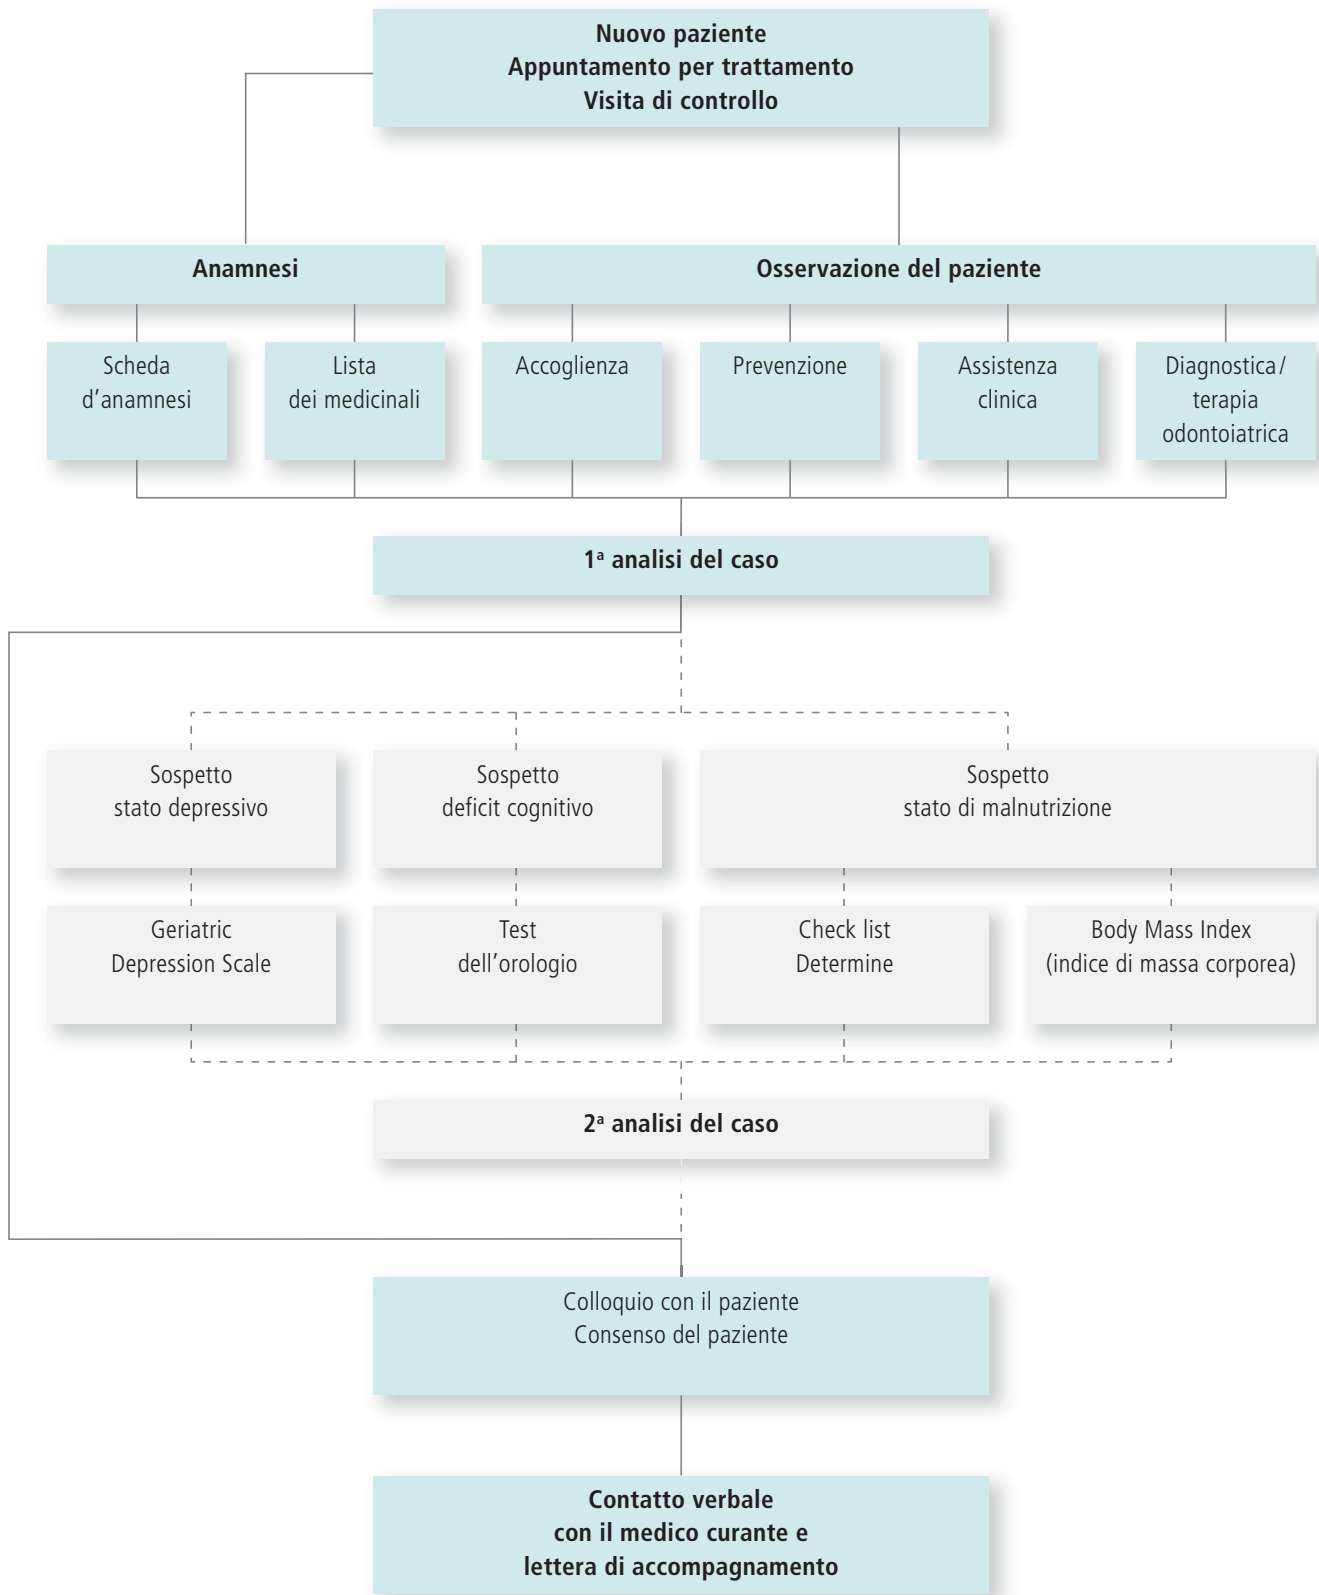 Nuovo paziente
Appuntamento per trattamento
Visita di controllo
Anamnesi
Osservazione del paziente
Scheda
d’anamnesi
Lista
dei medicinali
Accoglienza
Prevenzione
Assistenza
clinica
Diagnostica/
terapia
odontoiatrica
1ª analisi del caso
Sospetto
stato depressivo
Sospetto
deficit cognitivo
Sospetto
stato di malnutrizione
Geriatric
Depression Scale
Test
dell’orologio
Check list
Determine
Body Mass Index
(indice di massa corporea)
2ª analisi del caso
Colloquio con il paziente
Consenso del paziente
Contatto verbale
con il medico curante e
lettera di accompagnamento